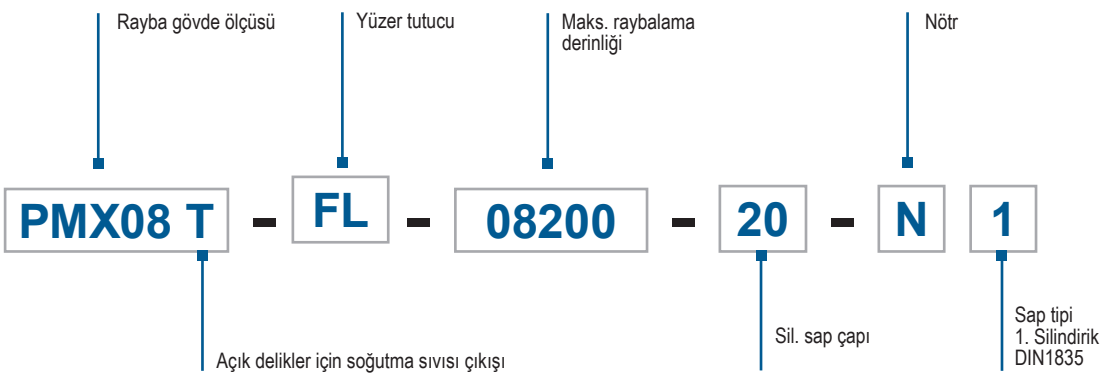 Rayba gövde ölçüsü
Yüzer tutucu
Maks. raybalama
derinliği
Nötr
PMX08 T - FL - 08200 - 20 - N 1
Açık delikler için soğutma sıvısı çıkışı
Sil. sap çapı
Sap tipi
1. Silindirik
DIN1835